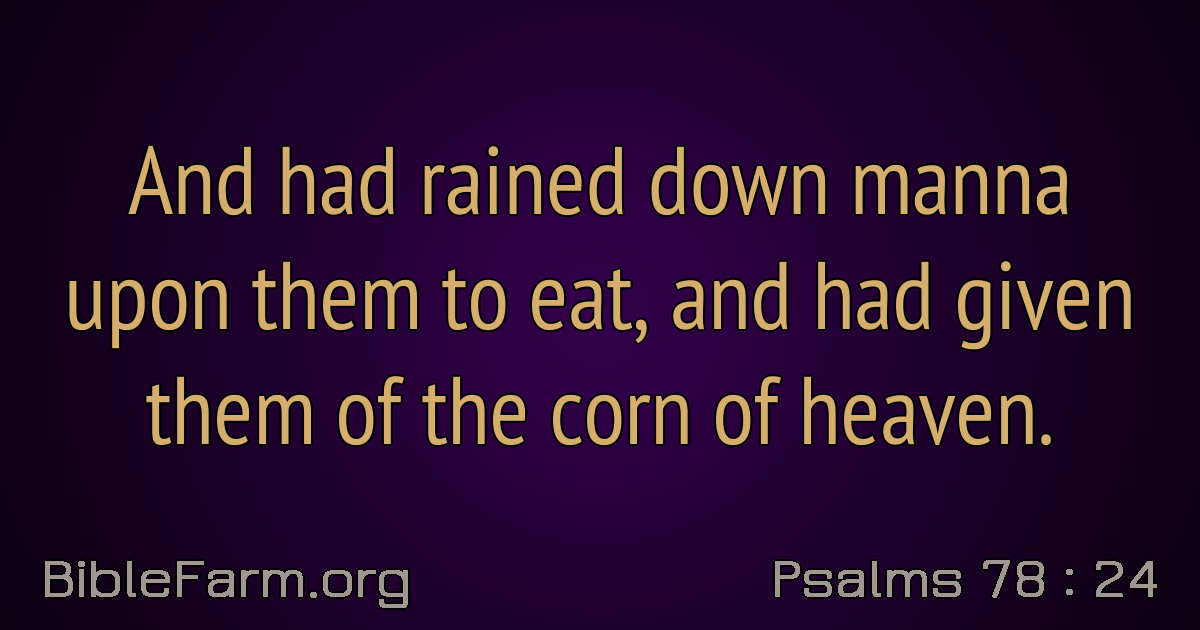 And had rained down manna
upon them to eat, and had given
them of the corn of heaven.
BibleFarm.org
Psalms 78 : 24